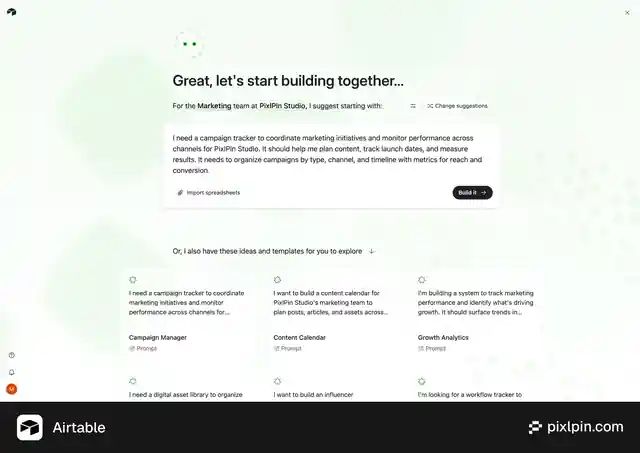 Great, let's start building together...
For the Marketing team at PixlPin Studio, I suggest starting with:
Change suggestions
I need a campaign tracker to coordinate marketing initiatives and monitor performance across
channels for PixlPin Studio. It should help me plan content, track launch dates, and measure
results. It needs to organize campaigns by type, channel, and timeline with metrics for reach and
conversion.
Import spreadsheets
Build it
Or, I also have these ideas and templates for you to explore
I need a campaign tracker to coordinate
marketing initiatives and monitor
performance across channels for...
Campaign Manager
Prompt
I want to build a content calendar for
PixlPin Studio's marketing team to
plan posts, articles, and assets across...
Content Calendar
Prompt
I'm building a system to track marketing
performance and identify what's driving
growth. It should surface trends in...
Growth Analytics
Prompt
I need a digital asset library to organize
I want to build an influencer
I'm looking for a workflow tracker to
M
Airtable
pixlpin.com